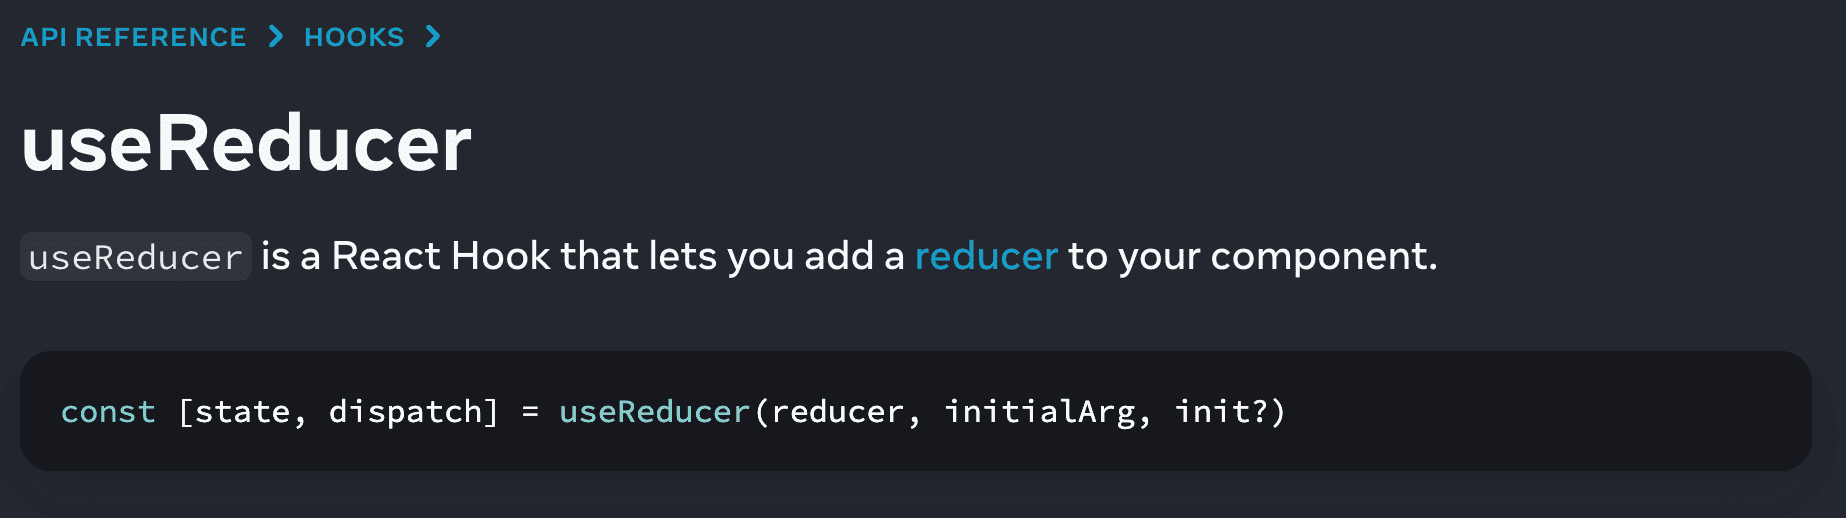 API REFERENCE > HOOKS >
useReducer
useReducer is a React Hook that lets you add a reducer to your component.
const [state, dispatch] = useReducer(reducer, initialArg, init?)